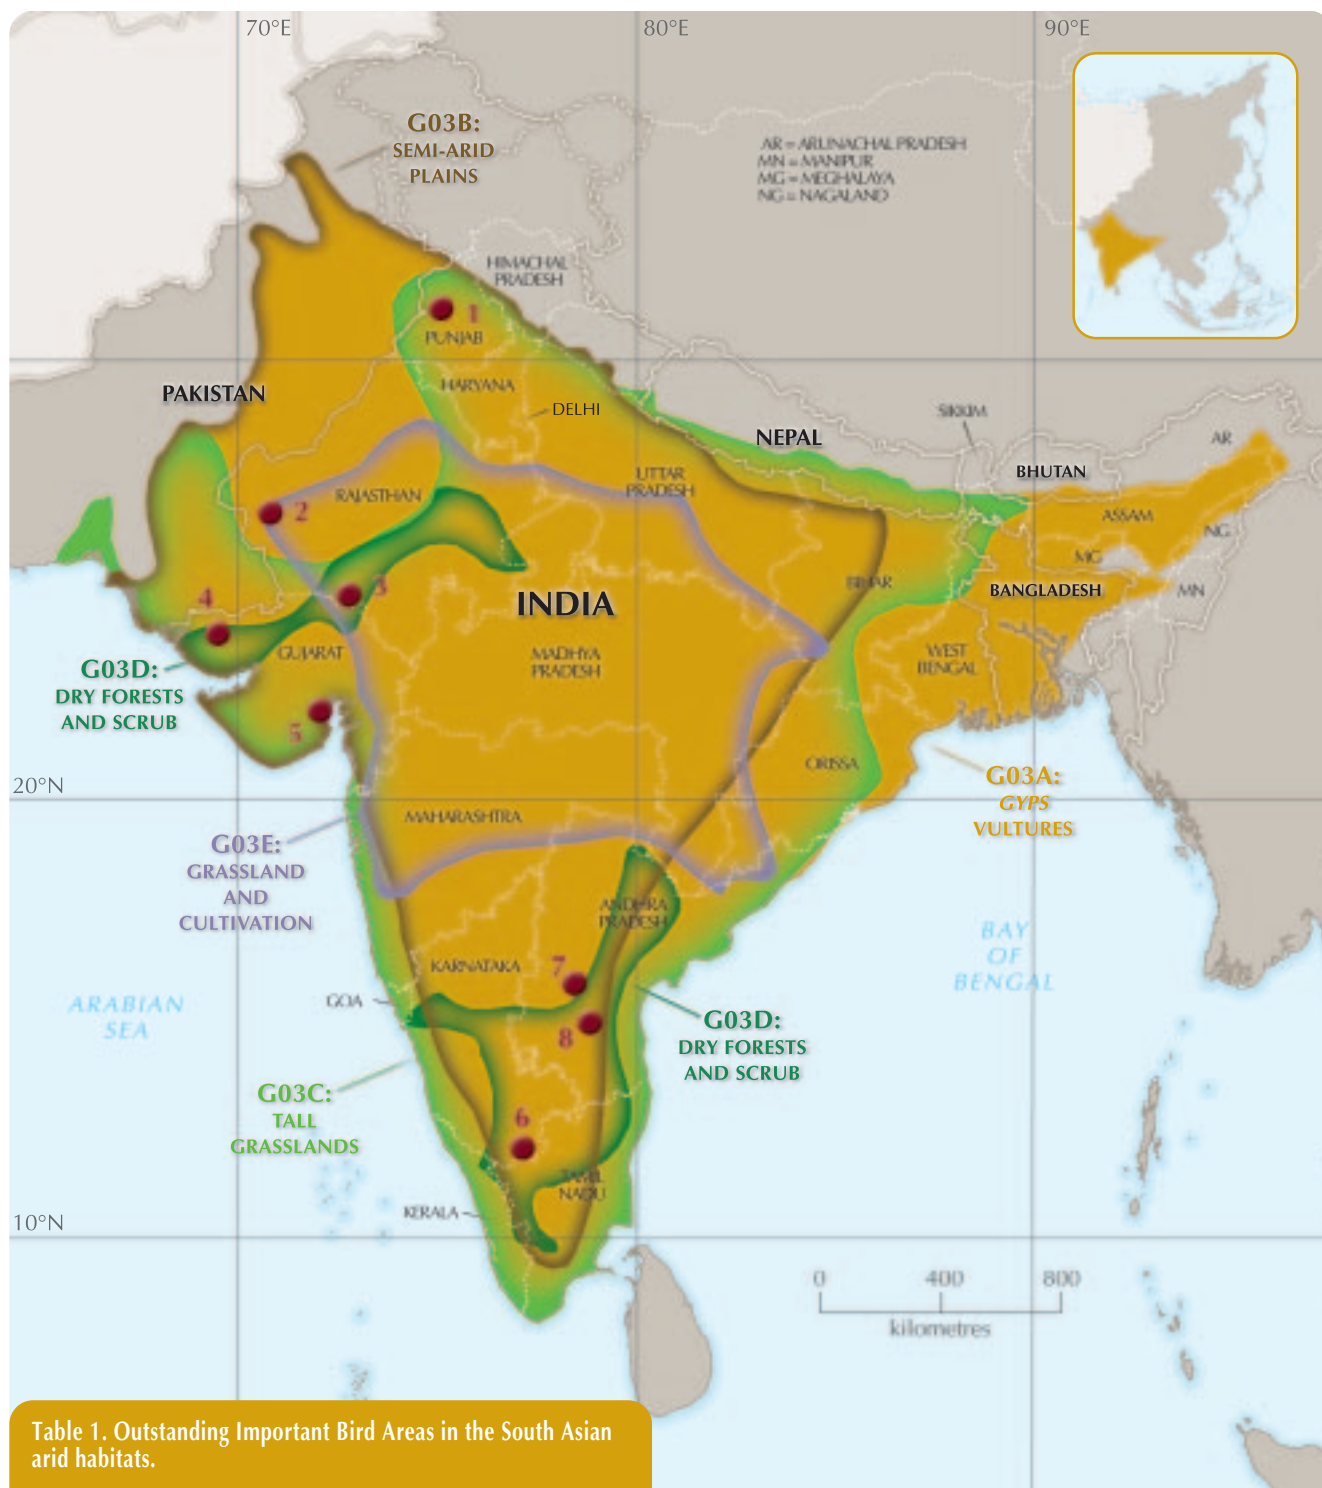 70°E
80°E
90°E
G03B:
SEMI-ARID
PLAINS
AR = ARUNACHAL PRADESH
MN = MANIPUR
MG = MEGHALAYA
NG = NAGALAND
HIMACHAL
PRADESH
1
PUNJAB
HARYANA
PAKISTAN
DELHI
SIKKIM
NEPAL
AR
BHUTAN
UTTAR
PRADESH
RAJASTHAN
2
ASSAM
NG
MG
BIHAR
BANGLADESH
MN
3
4
INDIA
GUJARAT
MADHYA
PRADESH
WEST
BENGAL
G03D:
DRY FORESTS
AND SCRUB
5
ORISSA
G03A:
GYPS
VULTURES
20°N
MAHARASHTRA
G03E:
GRASSLAND
AND
CULTIVATION
ANDHRA
PRADESH
BAY
OF
BENGAL
KARNATAKA
7
GOA
ARABIAN
SEA
8
G03D:
DRY FORESTS
AND SCRUB
G03C:
TALL
GRASSLANDS
6
TAMIL
NADU
KERALA
10°N
0
400
800
kilometres
Table 1. Outstanding Important Bird Areas in the South Asian
arid habitats.